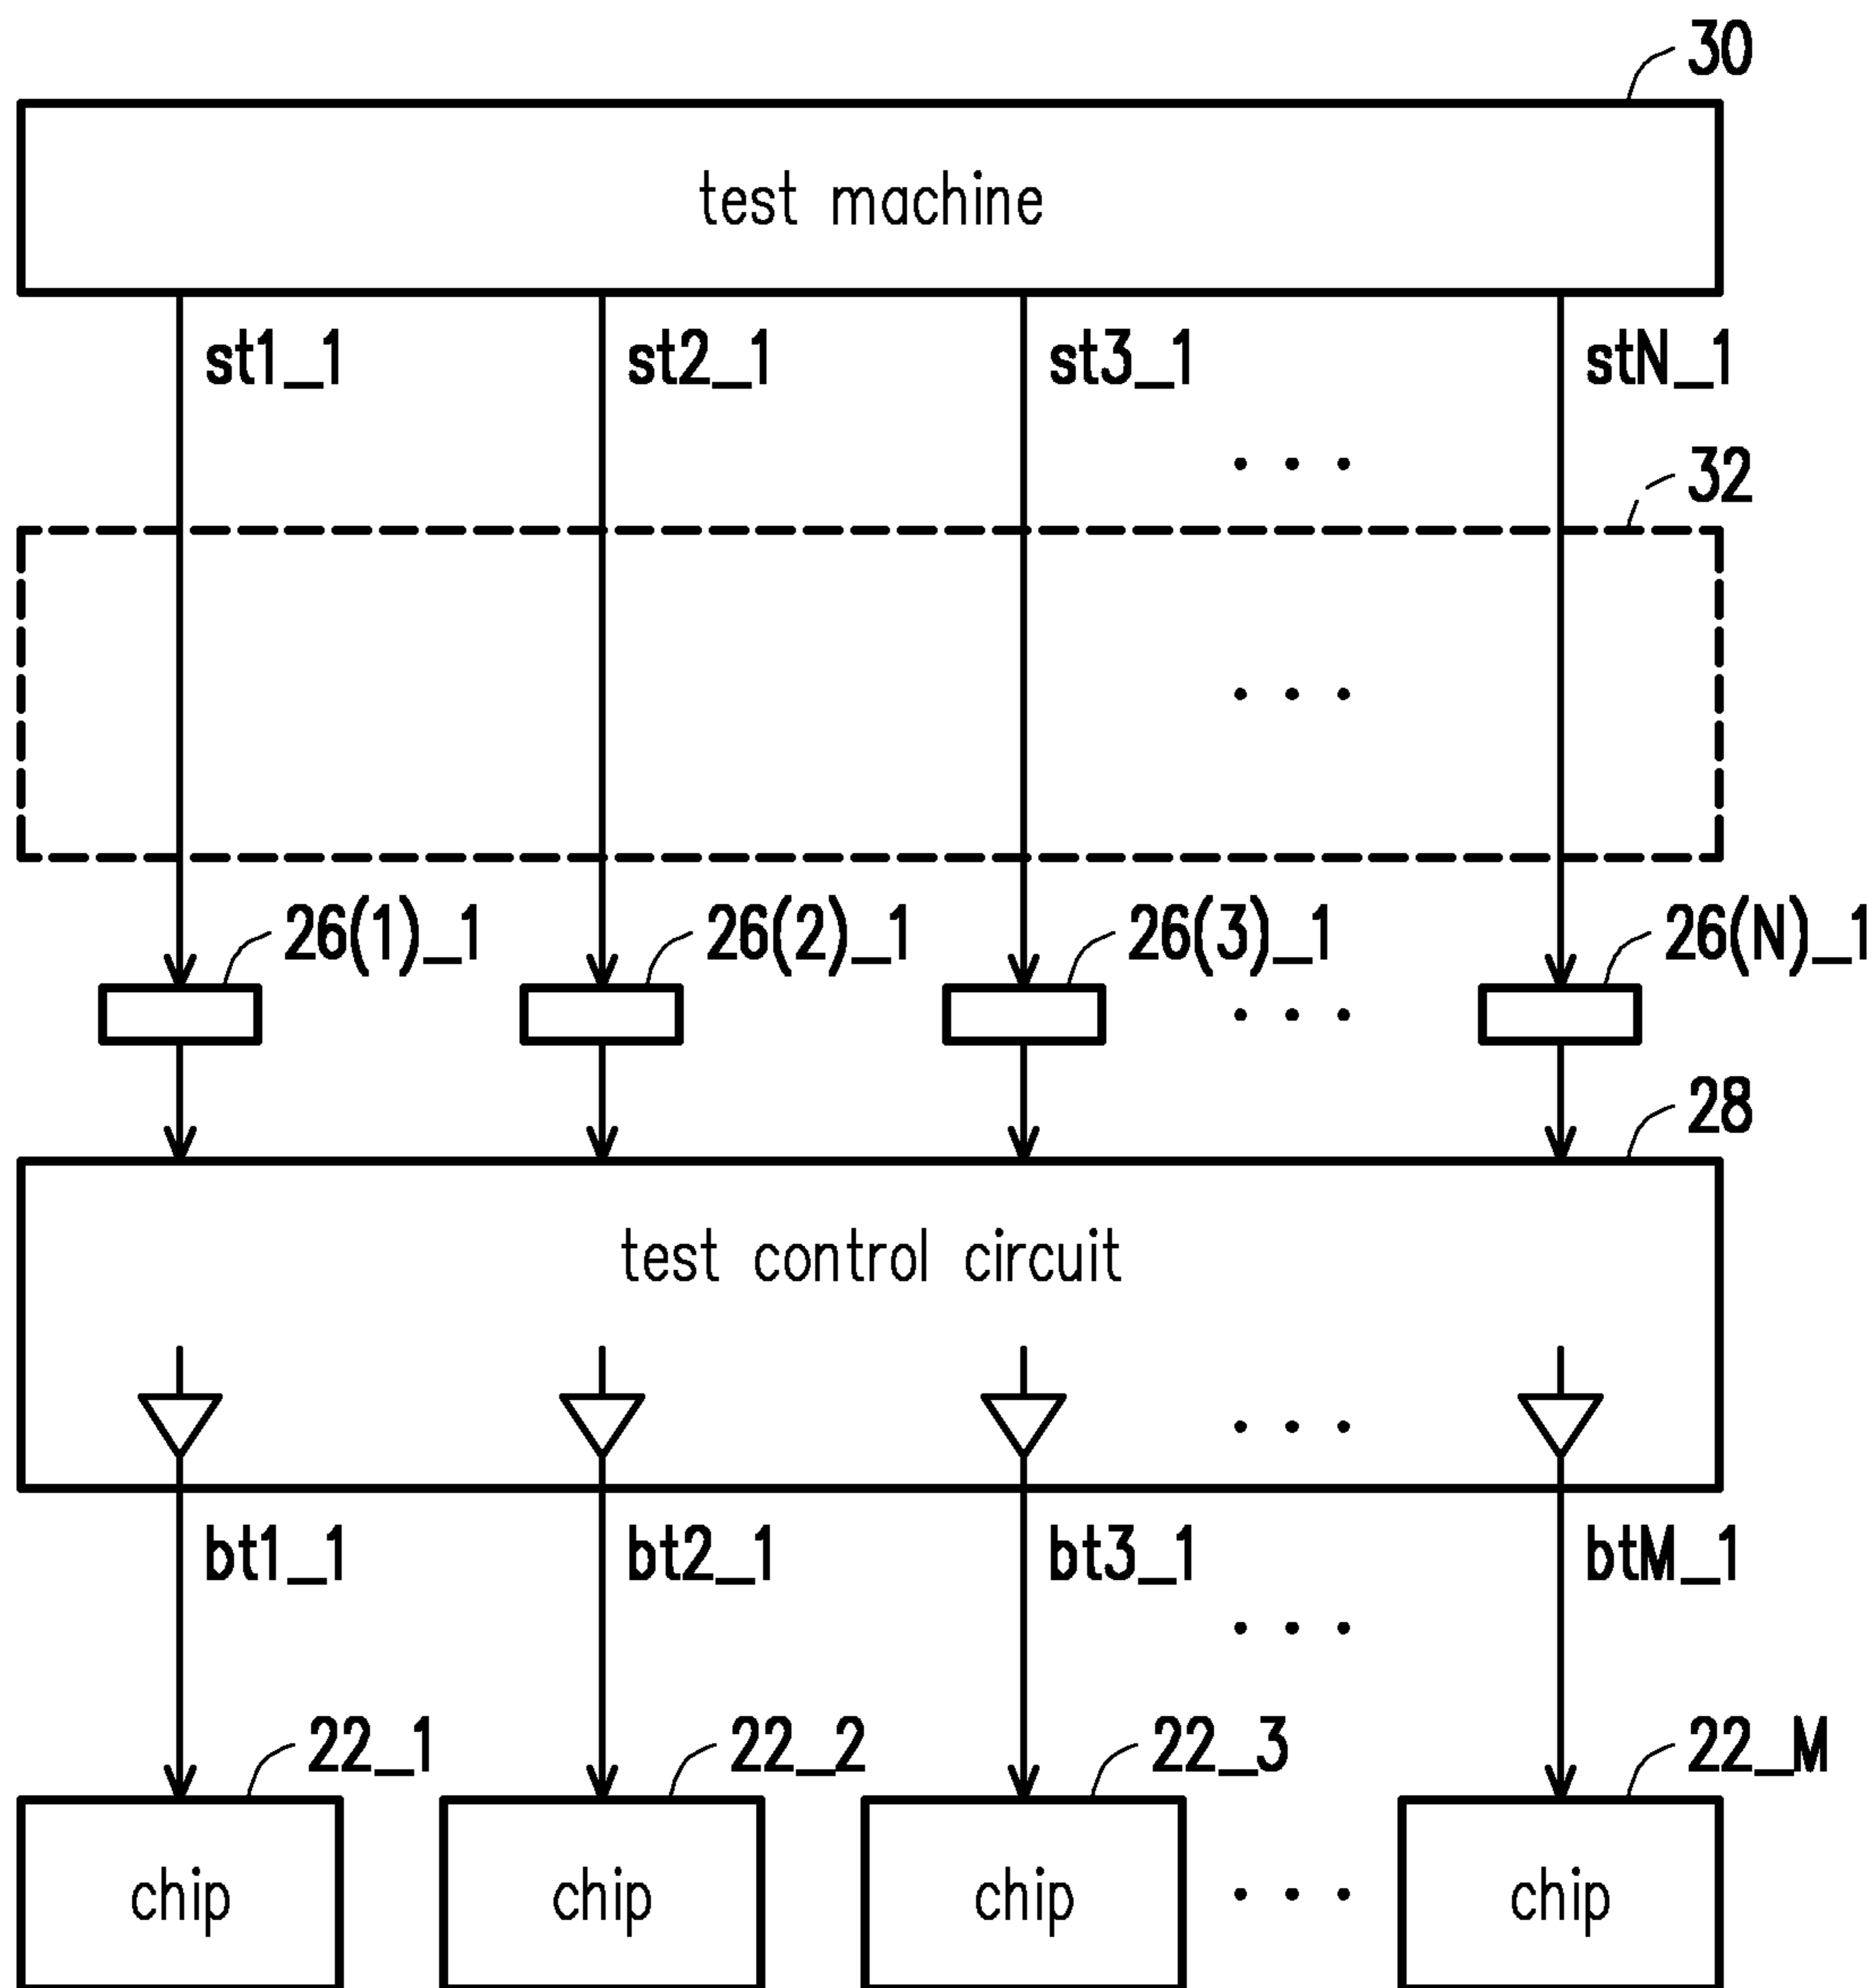 30
test machine
st1_1 st2_1 st3_1 stN_1
. . .
32
. . .
26(1)_1 26(2)_1 26(3)_1 26(N)_1
. . .
28
test control circuit
. . .
bt1_1 bt2_1 bt3_1 btM_1
. . .
22_1 22_2 22_3 22_M
chip chip chip . . . chip